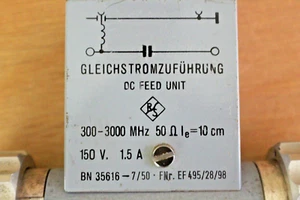 GLEICHSTROMZUFÜHRUNG
DC FEED UNIT
R&S
300-3000 MHz 50 Ω le=10 cm
150 V. 1.5 A
BN 35616 - 7/50 · FNr. EF 495/28/98